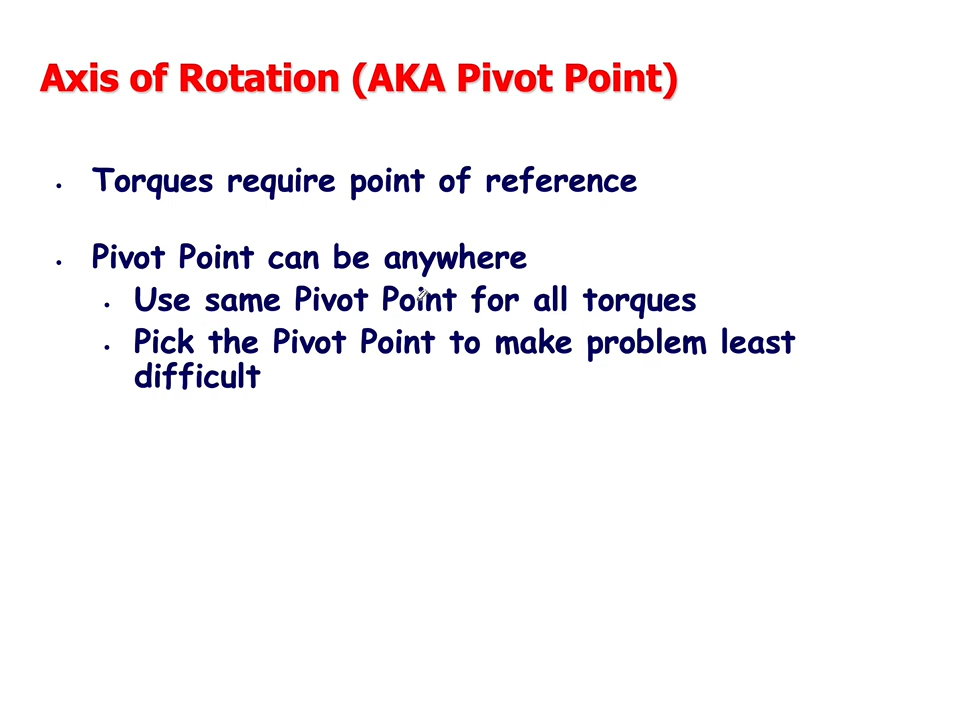 Axis of Rotation (AKA Pivot Point)
• Torques require point of reference
• Pivot Point can be anywhere
• Use same Pivot Point for all torques
• Pick the Pivot Point to make problem least
difficult